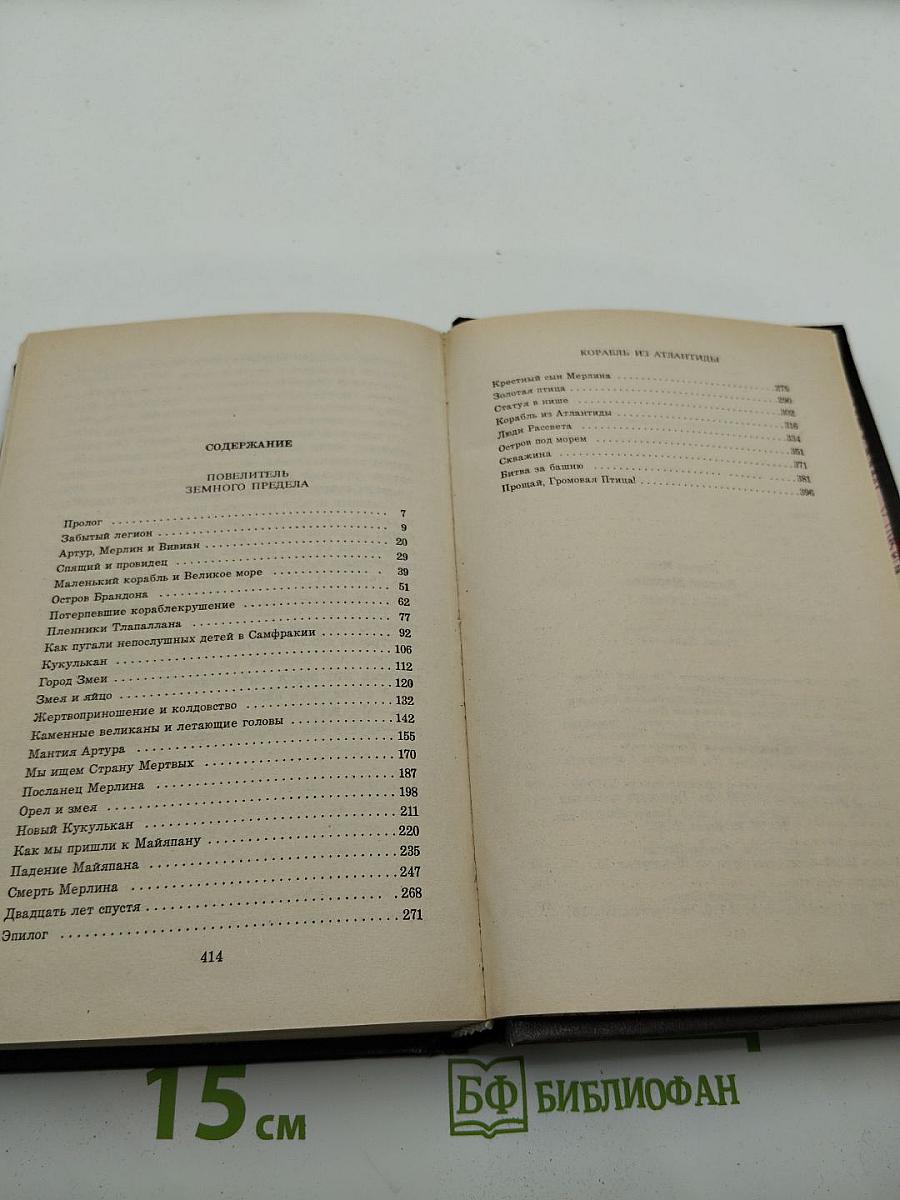 СОДЕРЖАНИЕ
ПОВЕЛИТЕЛЬ
ЗЕМНОГО ПРЕДЕЛА
Пролог 7
Забытый легион 9
Артур, Мерлин и Вивиан 20
Спящий и провидец 29
Маленький корабль и Великое море 39
Остров Брандона 51
Потерпевшие кораблекрушение 62
Пленники Тлапаллана 77
Как пугали непослушных детей в Самфракии 92
Кукулькан 106
Город Змеи 112
Змея и яйцо 120
Жертвоприношение и колдовство 132
Каменные великаны и летающие головы 142
Мантия Артура 155
Мы ищем Страну Мертвых 170
Посланец Мерлина 187
Орел и змея 198
Новый Кукулькан 211
Как мы пришли к Майяпану 220
Падение Майяпана 235
Смерть Мерлина 247
Двадцать лет спустя 268
Эпилог 271
414
КОРАБЛЬ ИЗ АТЛАНТИДЫ
Крестный сын Мерлина 276
Золотая птица 290
Статуя в нише 302
Корабль из Атлантиды 316
Люди Рассвета 334
Остров под морем 351
Скважина 371
Битва за башню 381
Прощай, Громовая Птица! 396
15 см
БФ БИБЛИОФАН